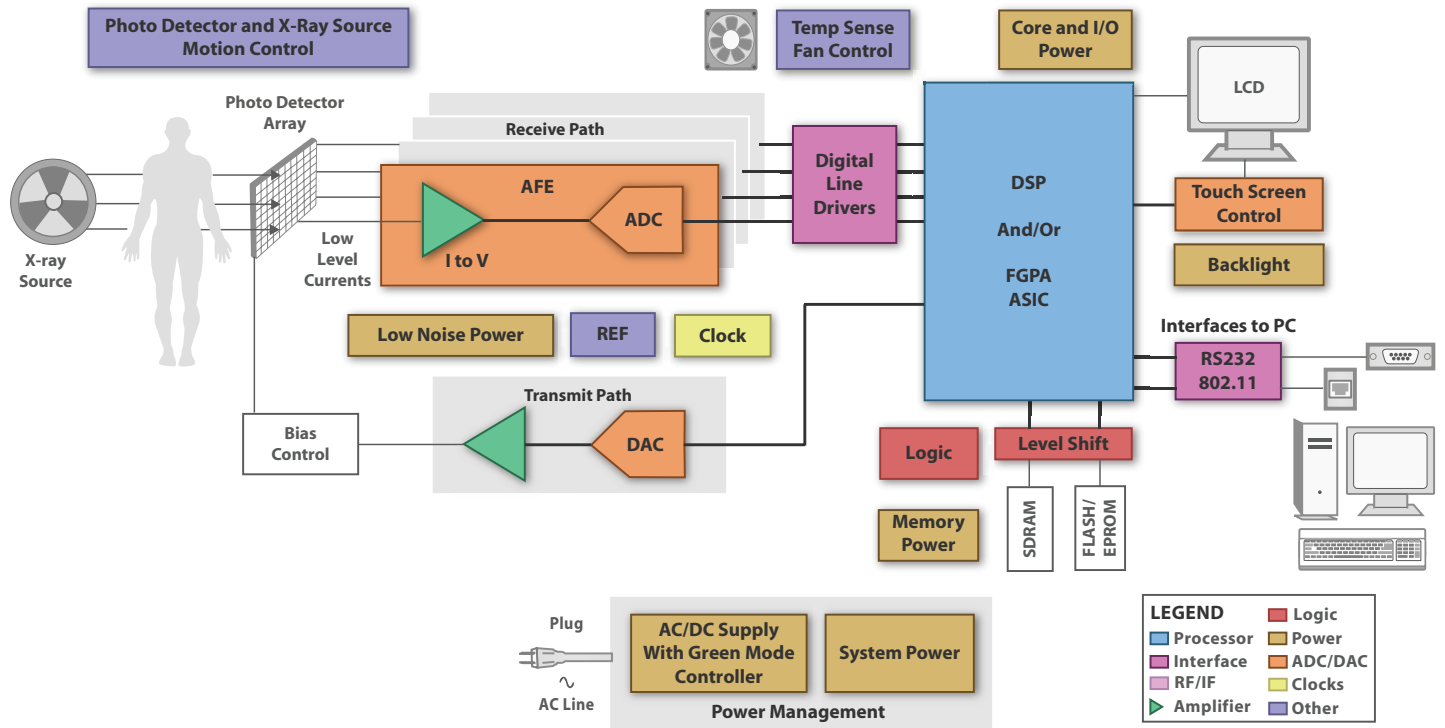 Photo Detector and X-Ray Source
Motion Control
Temp Sense
Fan Control
Core and I/O
Power
LCD
Photo Detector
Array
Receive Path
AFE
ADC
I to V
Digital
Line
Drivers
DSP
And/Or
FGPA
ASIC
Touch Screen
Control
Backlight
X-ray
Source
Low
Level
Currents
Low Noise Power
REF
Clock
Interfaces to PC
RS232
802.11
Transmit Path
DAC
Bias
Control
Logic
Level Shift
Memory
Power
SDRAM
FLASH/
EPROM
Plug
AC Line
AC/DC Supply
With Green Mode
Controller
System Power
Power Management
LEGEND
Processor
Interface
RF/IF
Amplifier
Logic
Power
ADC/DAC
Clocks
Other